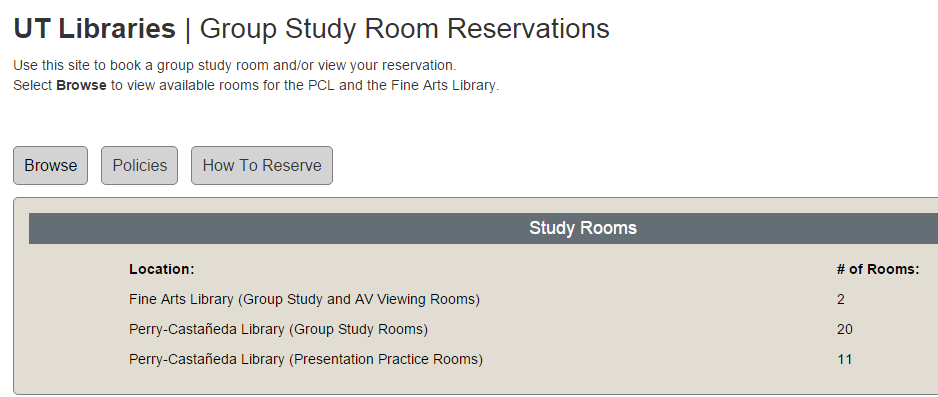 UT Libraries | Group Study Room Reservations
Use this site to book a group study room and/or view your reservation.
Select Browse to view available rooms for the PCL and the Fine Arts Library.
Browse Policies How To Reserve
Study Rooms
Location: # of Rooms:
Fine Arts Library (Group Study and AV Viewing Rooms) 2
Perry-Castañeda Library (Group Study Rooms) 20
Perry-Castañeda Library (Presentation Practice Rooms) 11